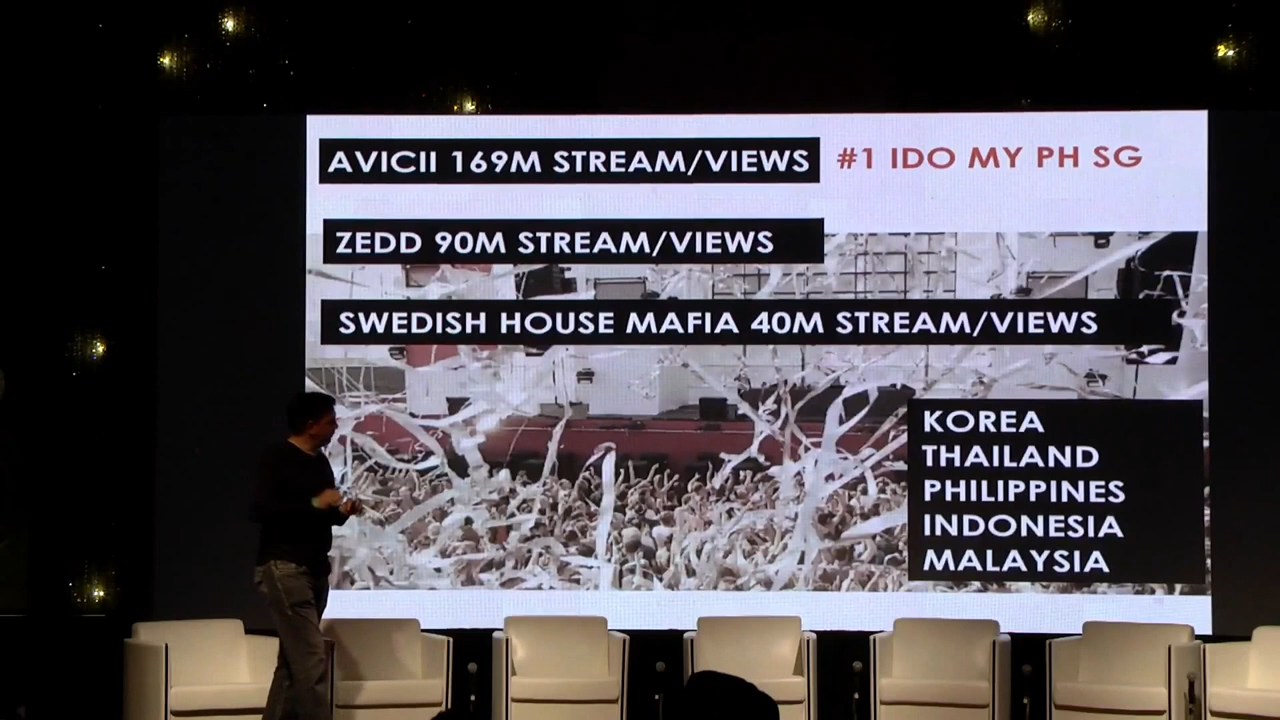 AVICII 169M STREAM/VIEWS #1 IDO MY PH SG
ZEDD 90M STREAM/VIEWS
SWEDISH HOUSE MAFIA 40M STREAM/VIEWS
KOREA
THAILAND
PHILIPPINES
INDONESIA
MALAYSIA